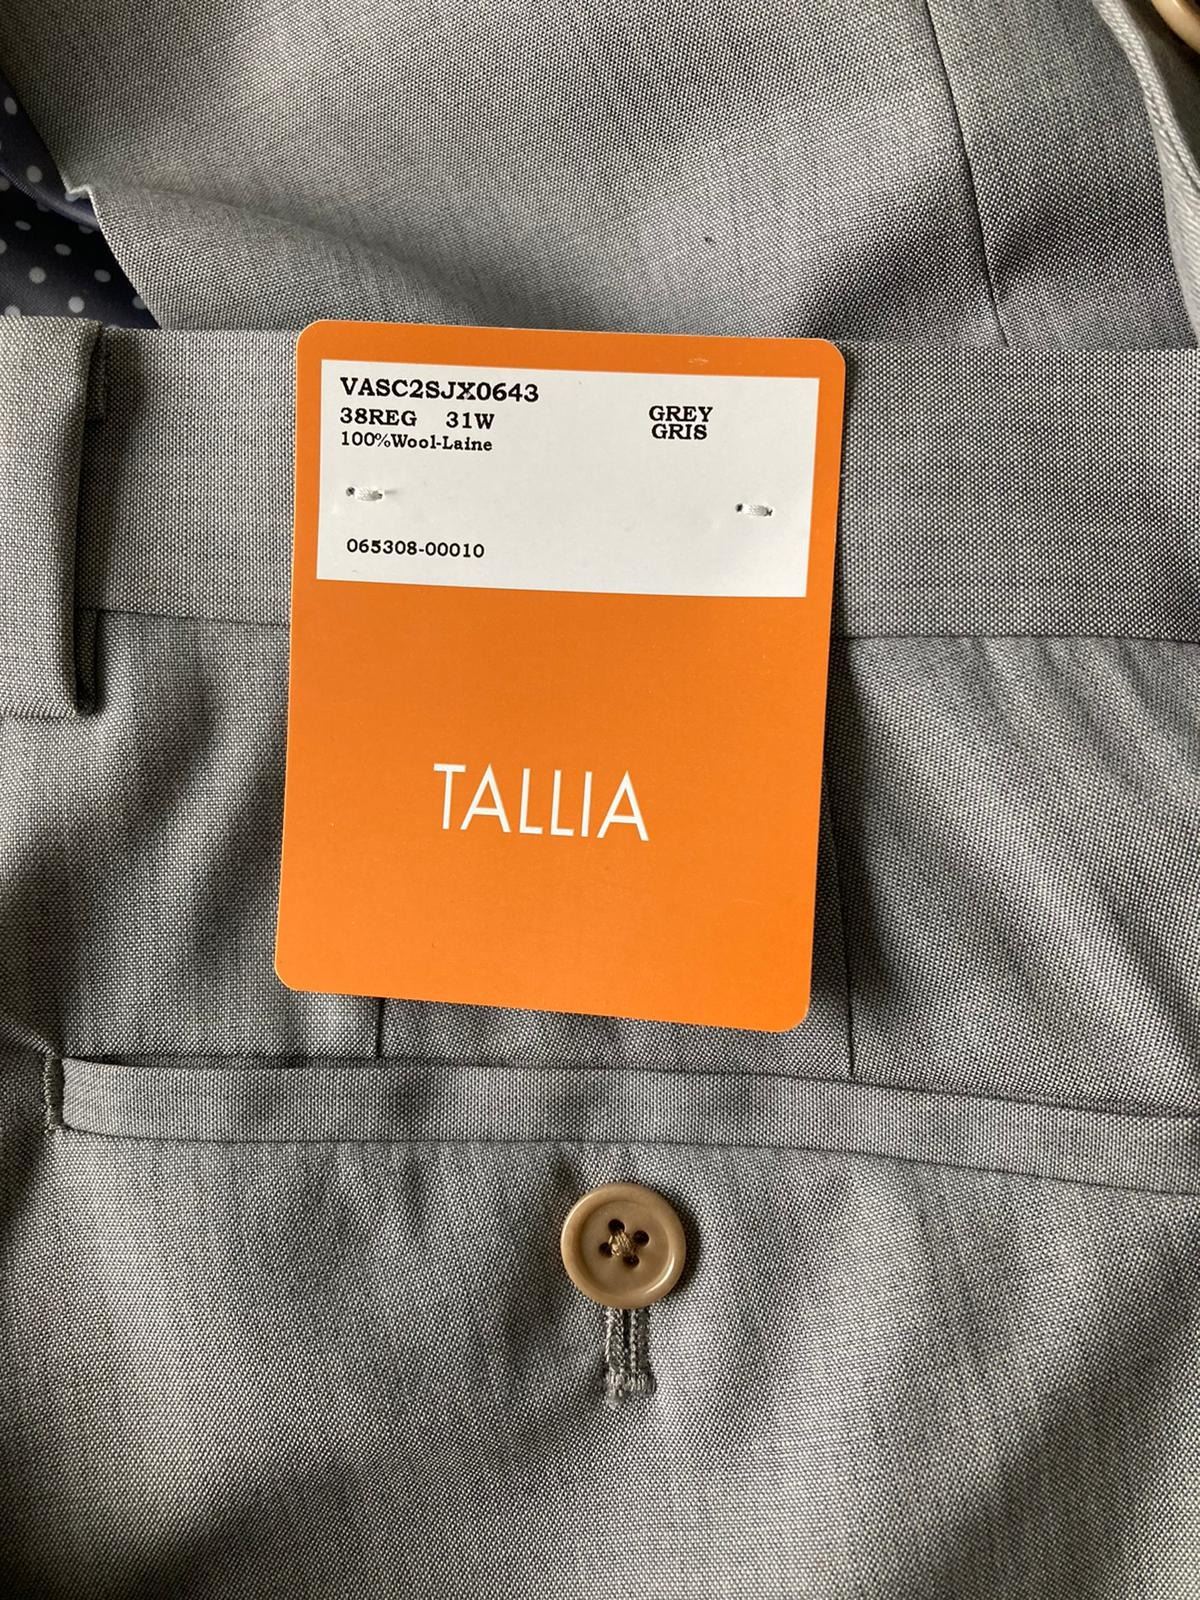 VASC2SJX0643
38REG 31W
100%Wool-Laine
GREY
GRIS
065308-00010
TALLIA